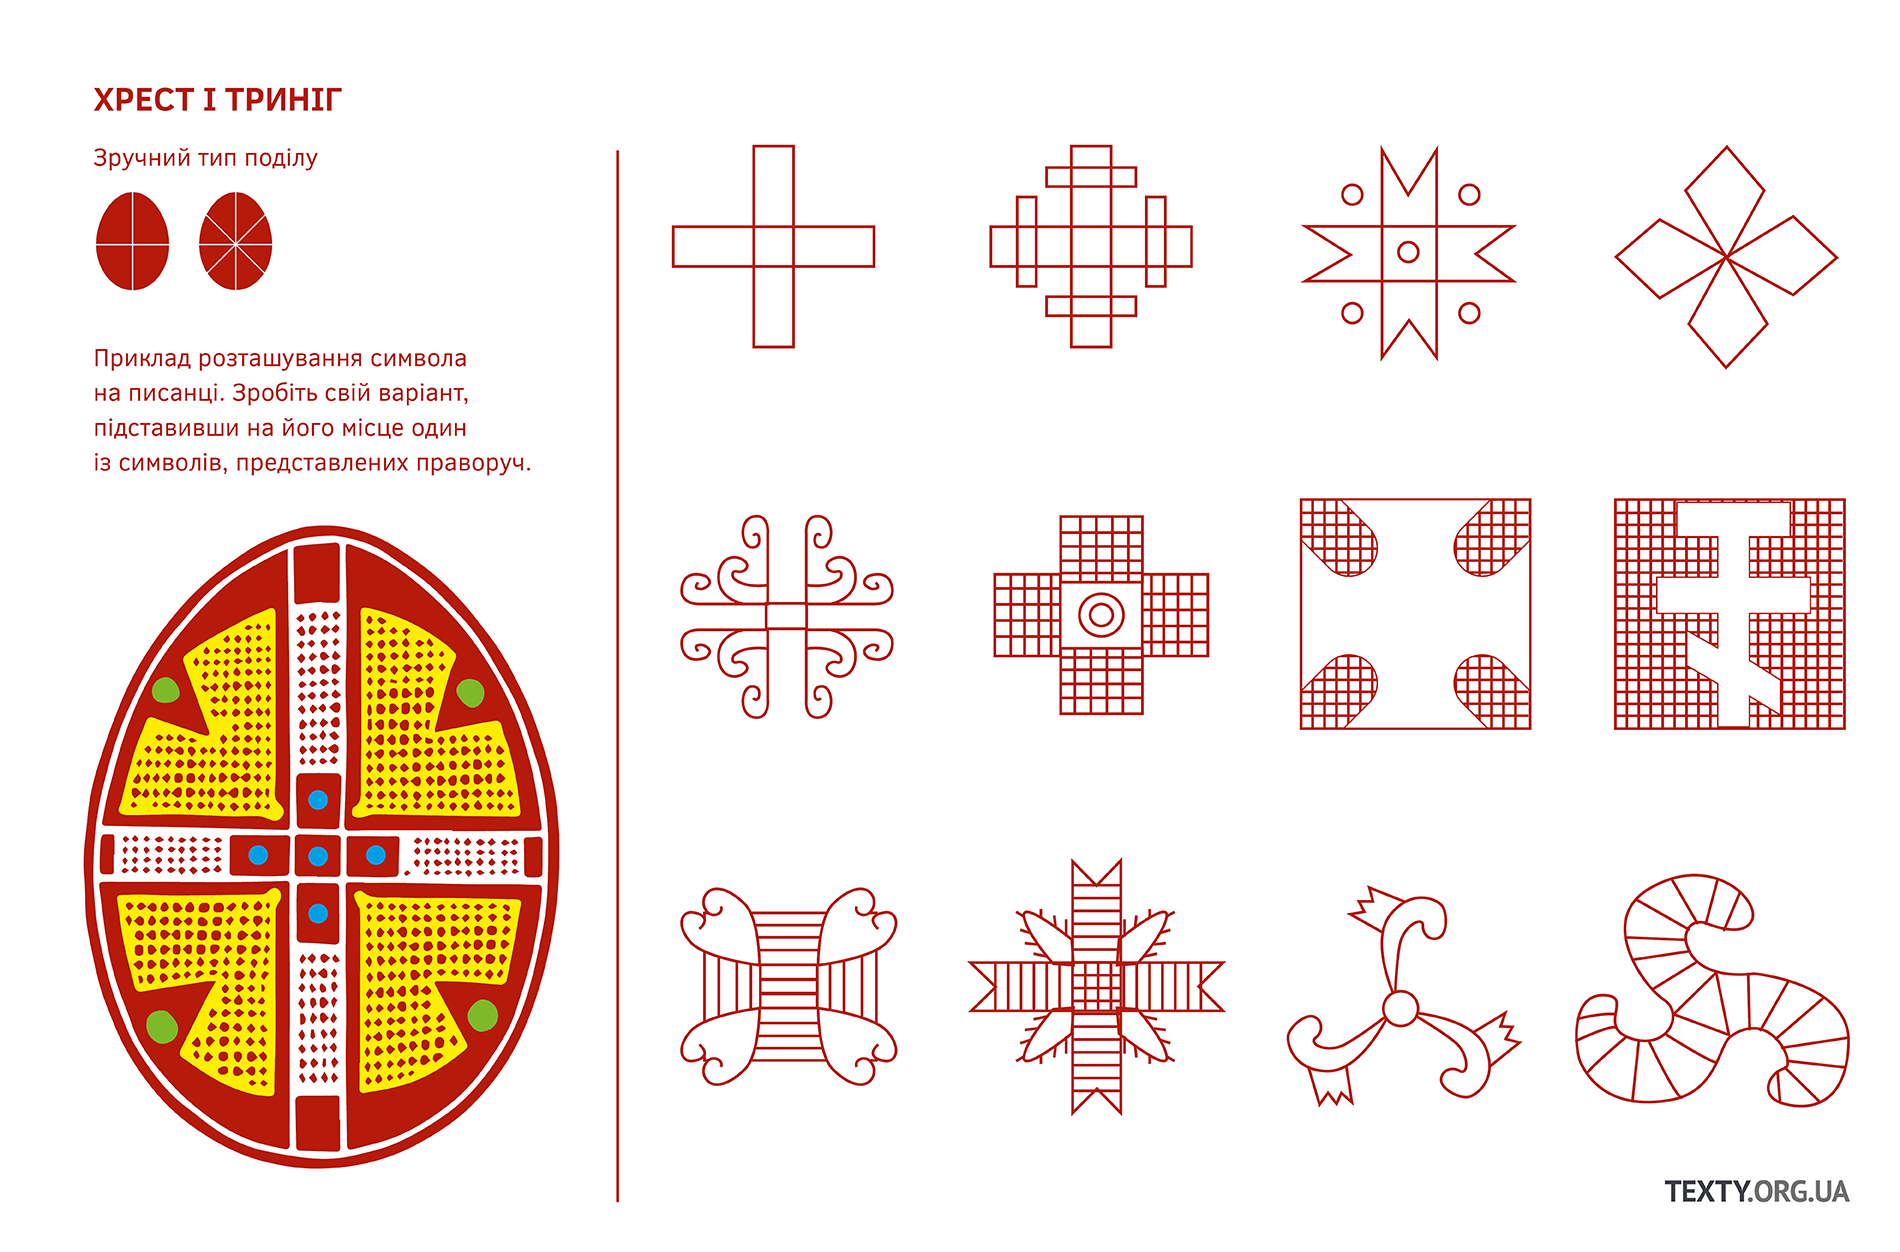 ХРЕСТ І ТРИНІГ
Зручний тип поділу
Приклад розташування символа
на писанці. Зробіть свій варіант,
підставивши на його місце один
із символів, представлених праворуч.
TEXTY.ORG.UA